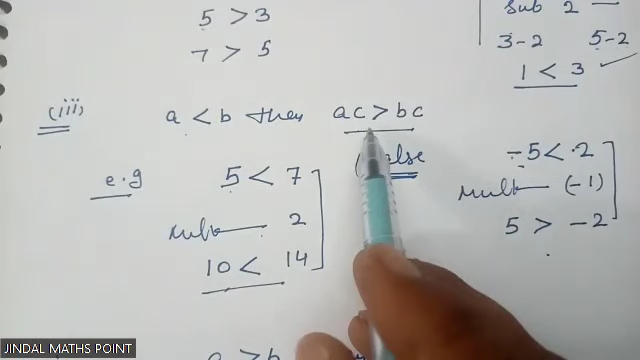 5 > 3
7 > 5
Sub 2 —
3-2 5-2
1 < 3 ✓
(iii) a < b then ac > bc
False
e.g 5 < 7
Mult — 2
10 < 14
-5 < 2
Mult — (-1)
5 > -2
a > b
JINDAL MATHS POINT